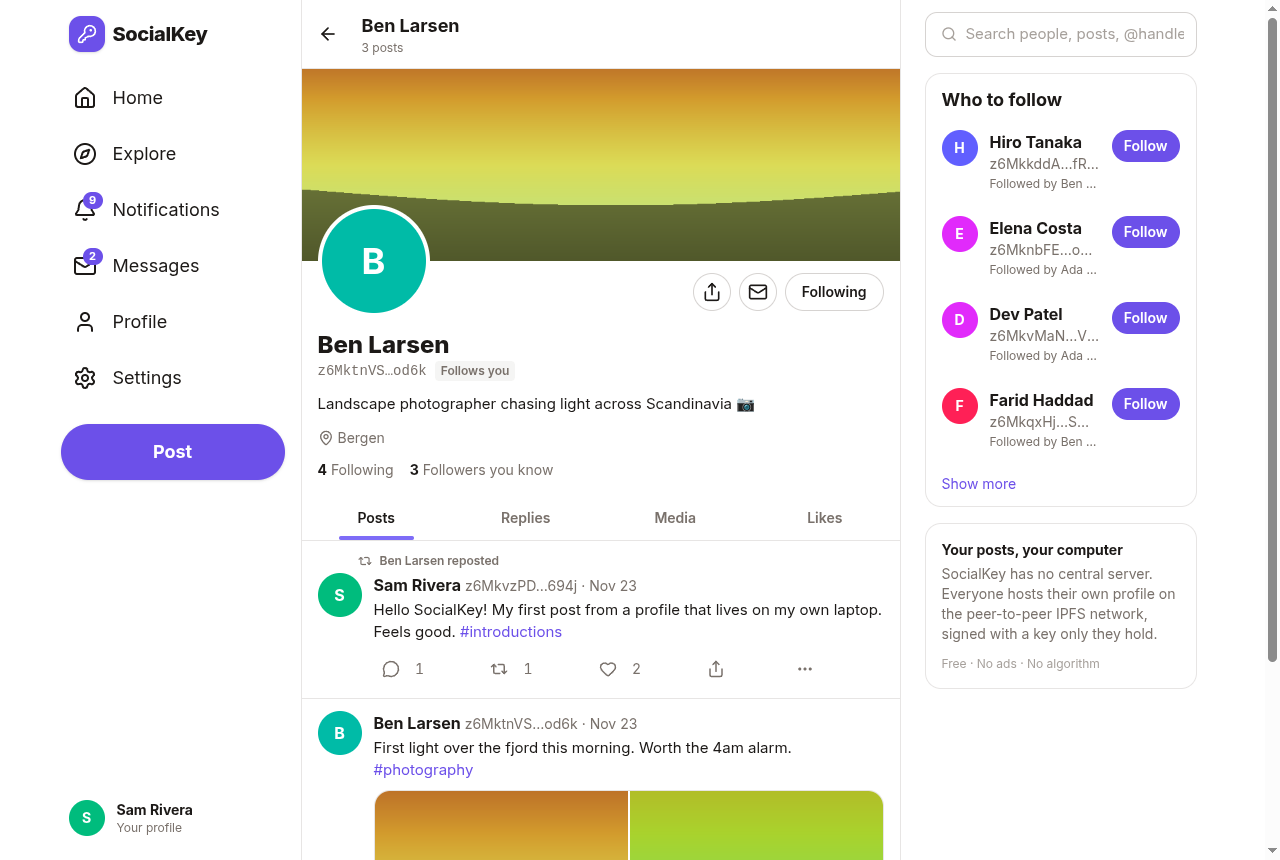 SocialKey
Home
Explore
9
Notifications
2
Messages
Profile
Settings
Post
S
Sam Rivera
Your profile
Ben Larsen
3 posts
B
Following
Ben Larsen
z6MktnVS…od6k Follows you
Landscape photographer chasing light across Scandinavia 📷
Bergen
4 Following 3 Followers you know
Posts Replies Media Likes
Ben Larsen reposted
S
Sam Rivera z6MkvzPD...694j · Nov 23
Hello SocialKey! My first post from a profile that lives on my own laptop.
Feels good. #introductions
1 1 2
B
Ben Larsen z6MktnVS...od6k · Nov 23
First light over the fjord this morning. Worth the 4am alarm.
#photography
Search people, posts, @handle
Who to follow
H
Hiro Tanaka
z6MkkddA...fR...
Followed by Ben ...
Follow
E
Elena Costa
z6MknbFE...o...
Followed by Ada ...
Follow
D
Dev Patel
z6MkvMaN...V...
Followed by Ada ...
Follow
F
Farid Haddad
z6MkqxHj...S...
Followed by Ben ...
Follow
Show more
Your posts, your computer
SocialKey has no central server.
Everyone hosts their own profile on
the peer-to-peer IPFS network,
signed with a key only they hold.
Free · No ads · No algorithm